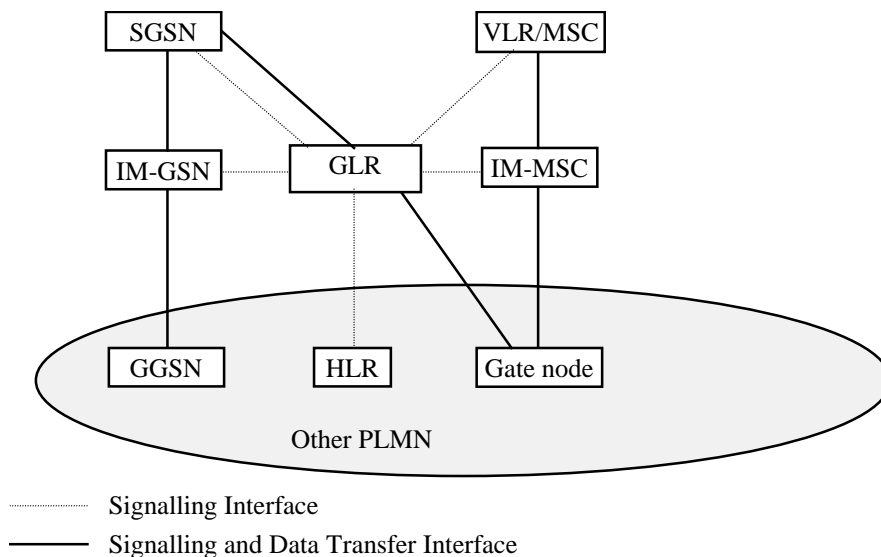 SGSN
VLR/MSC
IM-GSN
GLR
IM-MSC
GGSN
HLR
Gate node
Other PLMN
Signalling Interface
Signalling and Data Transfer Interface